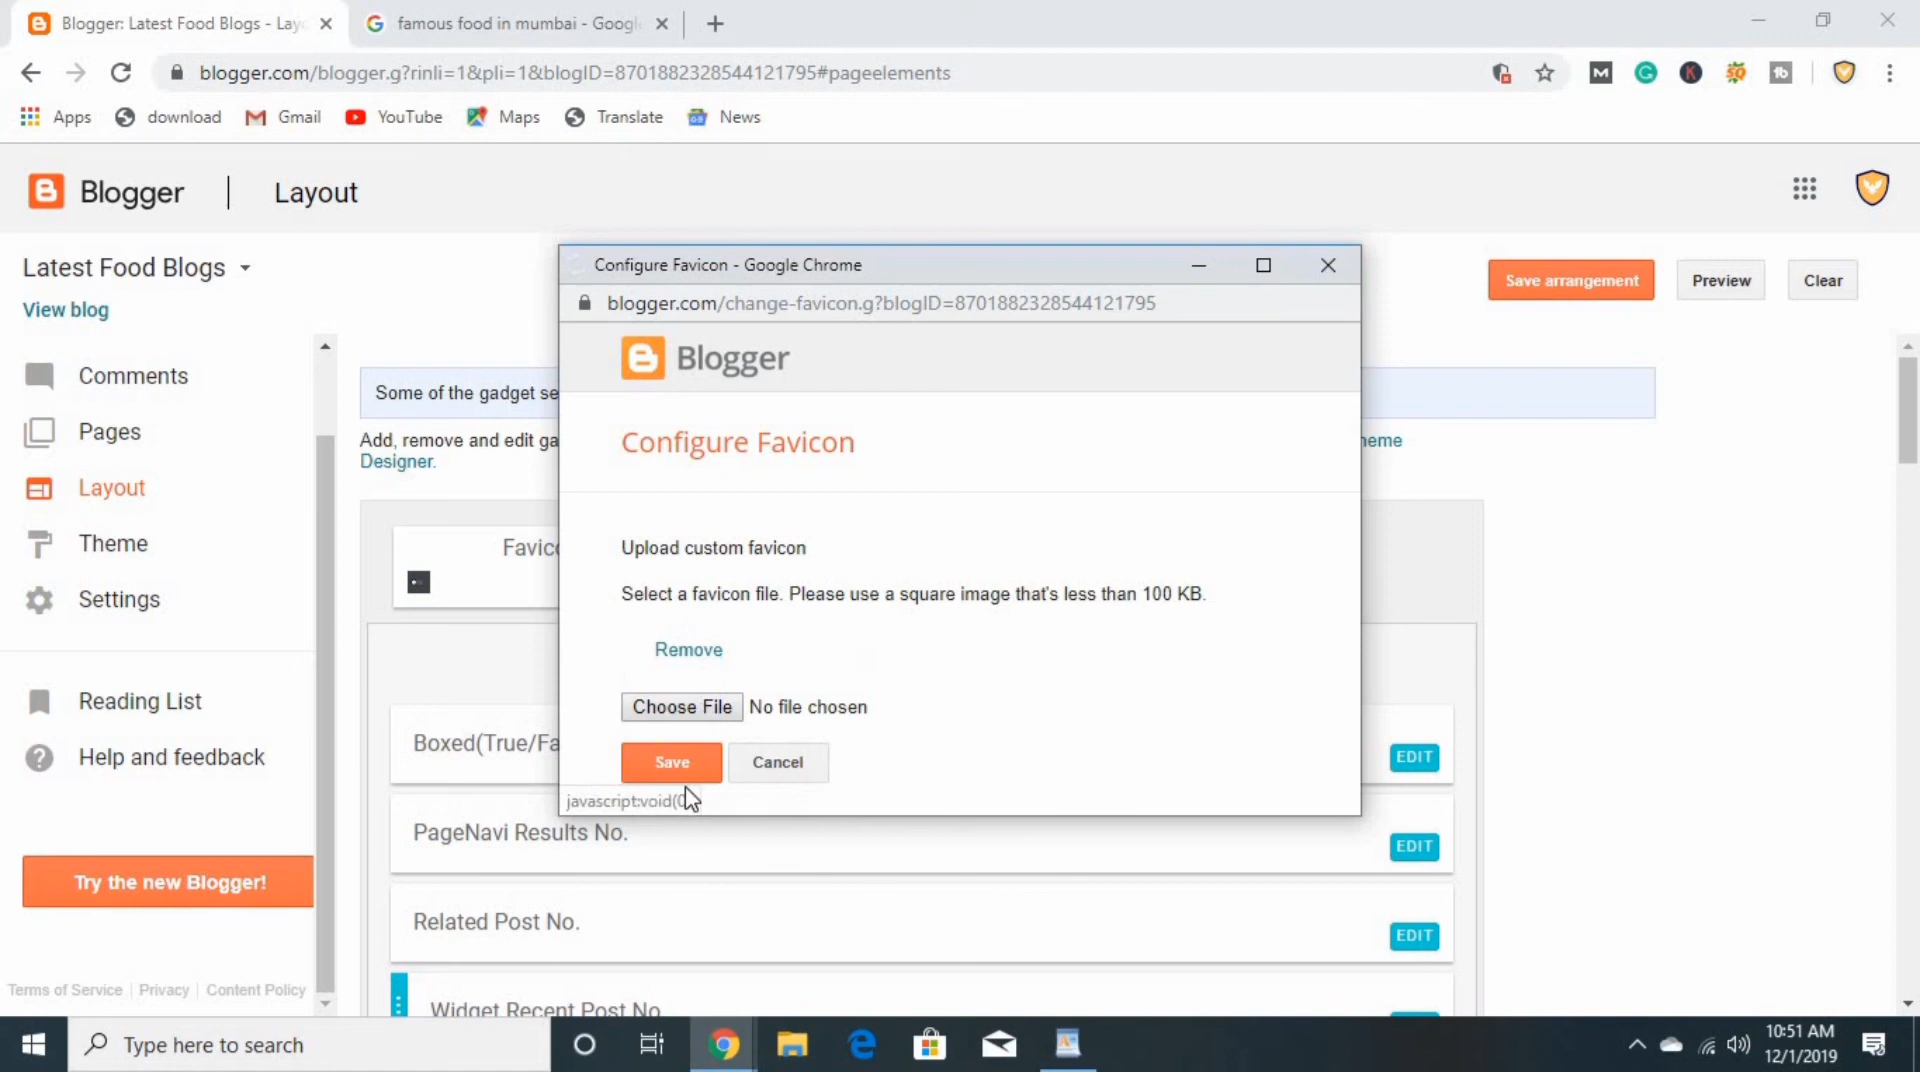 Blogger: Latest Food Blogs - Lay
famous food in mumbai - Googl
blogger.com/blogger.g?rinli=1&pli=1&blogID=8701882328544121795#pageelements
Apps
download
Gmail
YouTube
Maps
Translate
News
Blogger
Layout
Latest Food Blogs
View blog
Save arrangement
Preview
Clear
Comments
Pages
Layout
Theme
Settings
Reading List
Help and feedback
Try the new Blogger!
Terms of Service | Privacy | Content Policy
Some of the gadget se
Add, remove and edit ga
heme
Designer.
Favico
Boxed(True/Fa
EDIT
PageNavi Results No.
EDIT
Related Post No.
EDIT
Widget Recent Post No
Configure Favicon - Google Chrome
blogger.com/change-favicon.g?blogID=8701882328544121795
Blogger
Configure Favicon
Upload custom favicon
Select a favicon file. Please use a square image that's less than 100 KB.
Remove
Choose File No file chosen
Save
Cancel
javascript:void(0
Type here to search
10:51 AM
12/1/2019